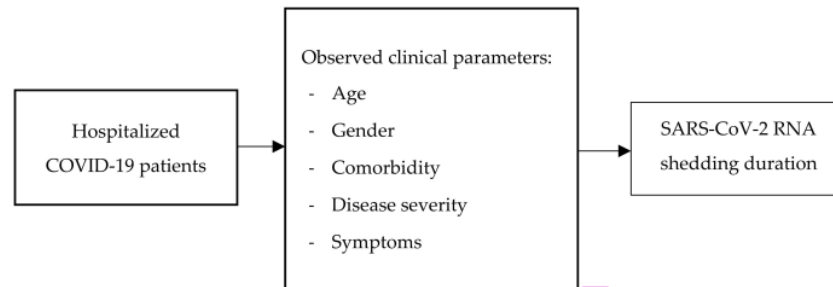 Hospitalized
COVID-19 patients
Observed clinical parameters:
- Age
- Gender
- Comorbidity
- Disease severity
- Symptoms
SARS-CoV-2 RNA
shedding duration